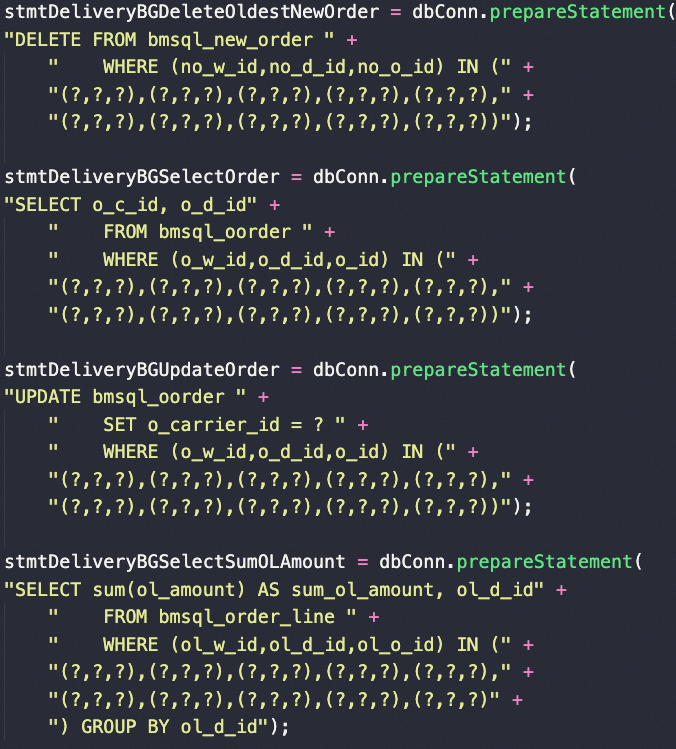 stmtDeliveryBGDeleteOldestNewOrder = dbConn.prepareStatement(
"DELETE FROM bmsql_new_order " +
    "    WHERE (no_w_id,no_d_id,no_o_id) IN (" +
    "(?,?,?),(?,?,?),(?,?,?),(?,?,?),(?,?,?)," +
    "(?,?,?),(?,?,?),(?,?,?),(?,?,?),(?,?,?))");

stmtDeliveryBGSelectOrder = dbConn.prepareStatement(
"SELECT o_c_id, o_d_id" +
    "    FROM bmsql_oorder " +
    "    WHERE (o_w_id,o_d_id,o_id) IN (" +
    "(?,?,?),(?,?,?),(?,?,?),(?,?,?),(?,?,?)," +
    "(?,?,?),(?,?,?),(?,?,?),(?,?,?),(?,?,?))");

stmtDeliveryBGUpdateOrder = dbConn.prepareStatement(
"UPDATE bmsql_oorder " +
    "    SET o_carrier_id = ? " +
    "    WHERE (o_w_id,o_d_id,o_id) IN (" +
    "(?,?,?),(?,?,?),(?,?,?),(?,?,?),(?,?,?)," +
    "(?,?,?),(?,?,?),(?,?,?),(?,?,?),(?,?,?))");

stmtDeliveryBGSelectSumOLAmount = dbConn.prepareStatement(
"SELECT sum(ol_amount) AS sum_ol_amount, ol_d_id" +
    "    FROM bmsql_order_line " +
    "    WHERE (ol_w_id,ol_d_id,ol_o_id) IN (" +
    "(?,?,?),(?,?,?),(?,?,?),(?,?,?),(?,?,?)," +
    "(?,?,?),(?,?,?),(?,?,?),(?,?,?),(?,?,?)" +
    ") GROUP BY ol_d_id");